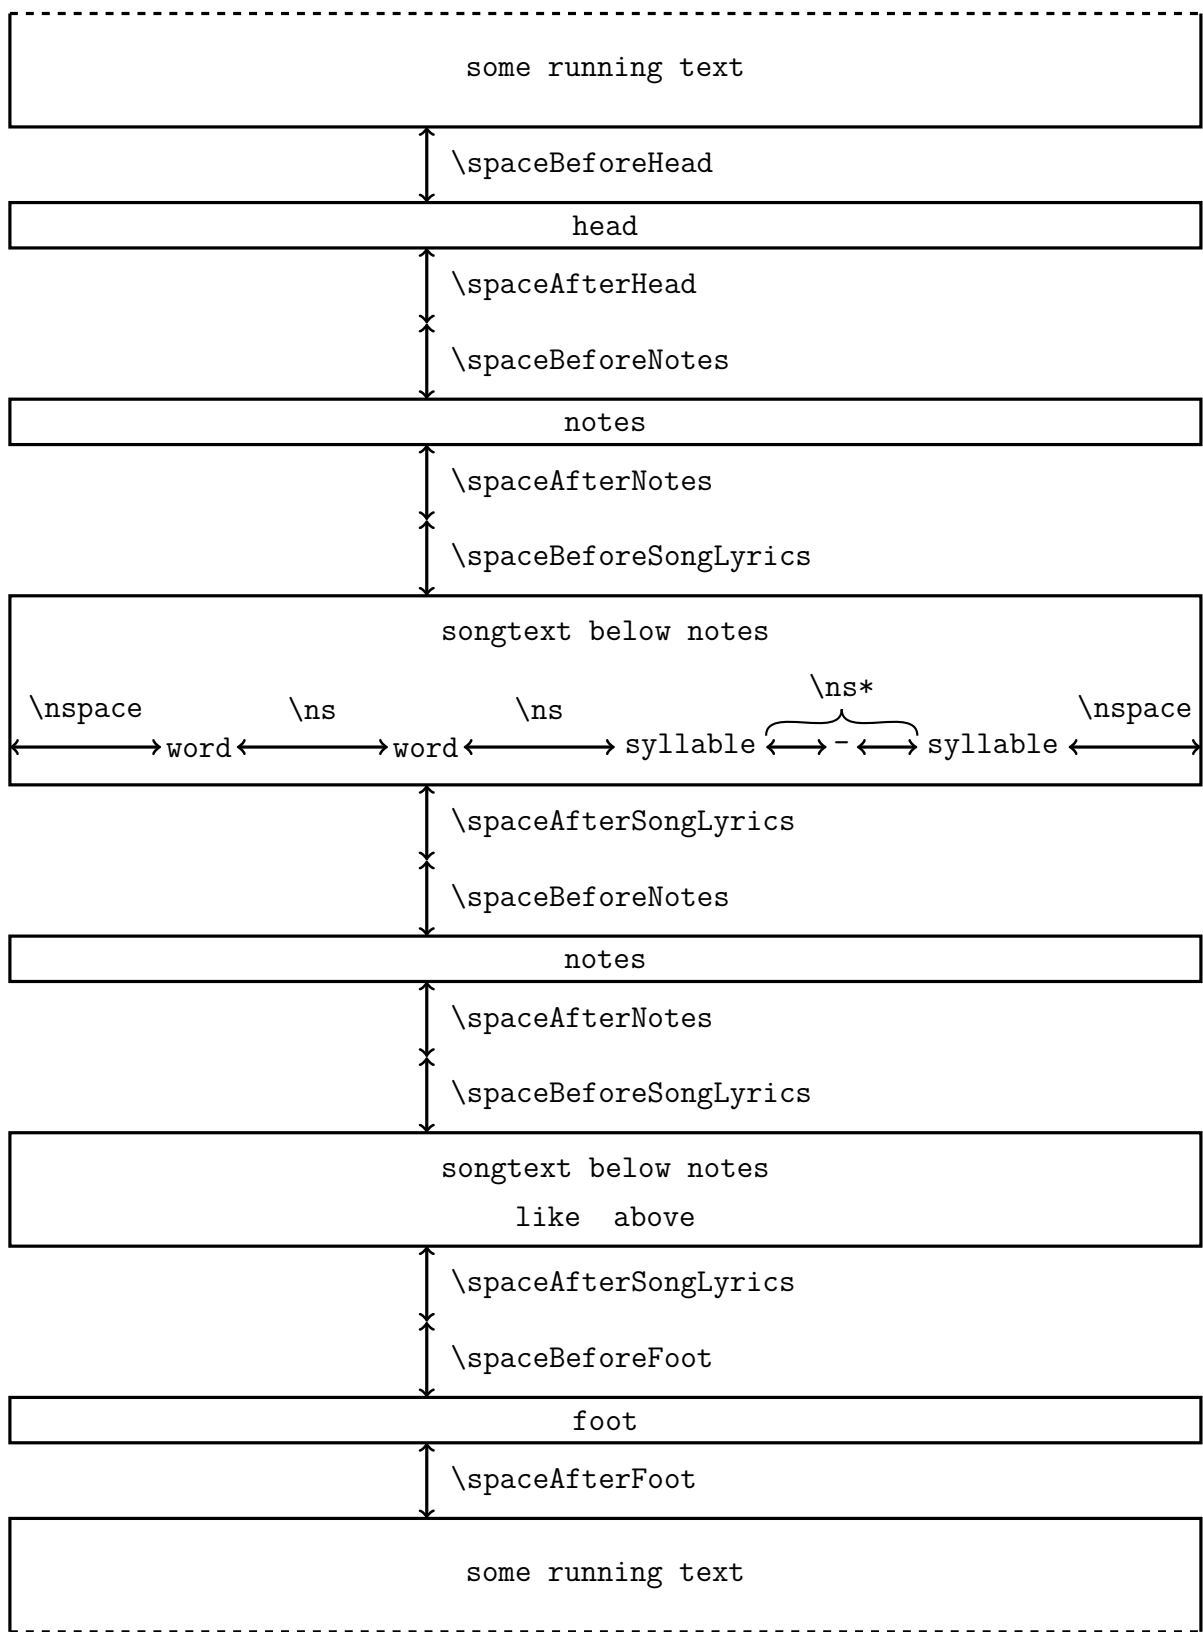 some running text
\spaceBeforeHead
head
\spaceAfterHead
\spaceBeforeNotes
notes
\spaceAfterNotes
\spaceBeforeSongLyrics
songtext below notes
\nspace \ns \ns \ns* \nspace
word word syllable - syllable
\spaceAfterSongLyrics
\spaceBeforeNotes
notes
\spaceAfterNotes
\spaceBeforeSongLyrics
songtext below notes
like above
\spaceAfterSongLyrics
\spaceBeforeFoot
foot
\spaceAfterFoot
some running text